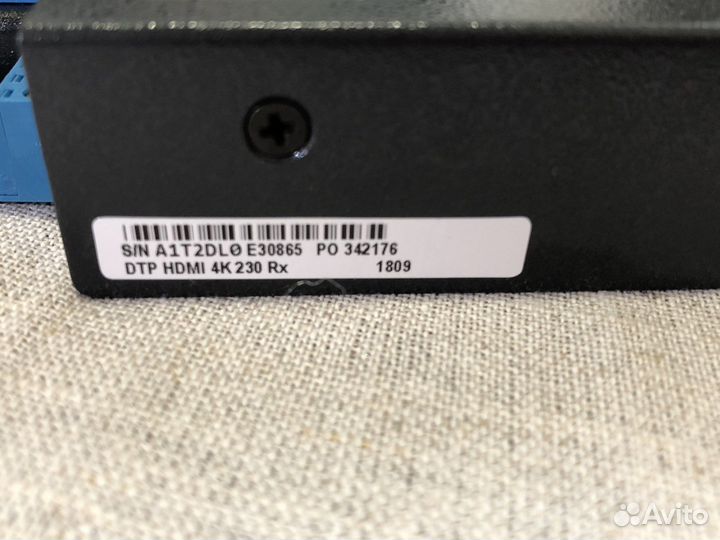 S/N A1T2DLØ E30865 PO 342176
DTP HDMI 4K 230 Rx 1809
Avito